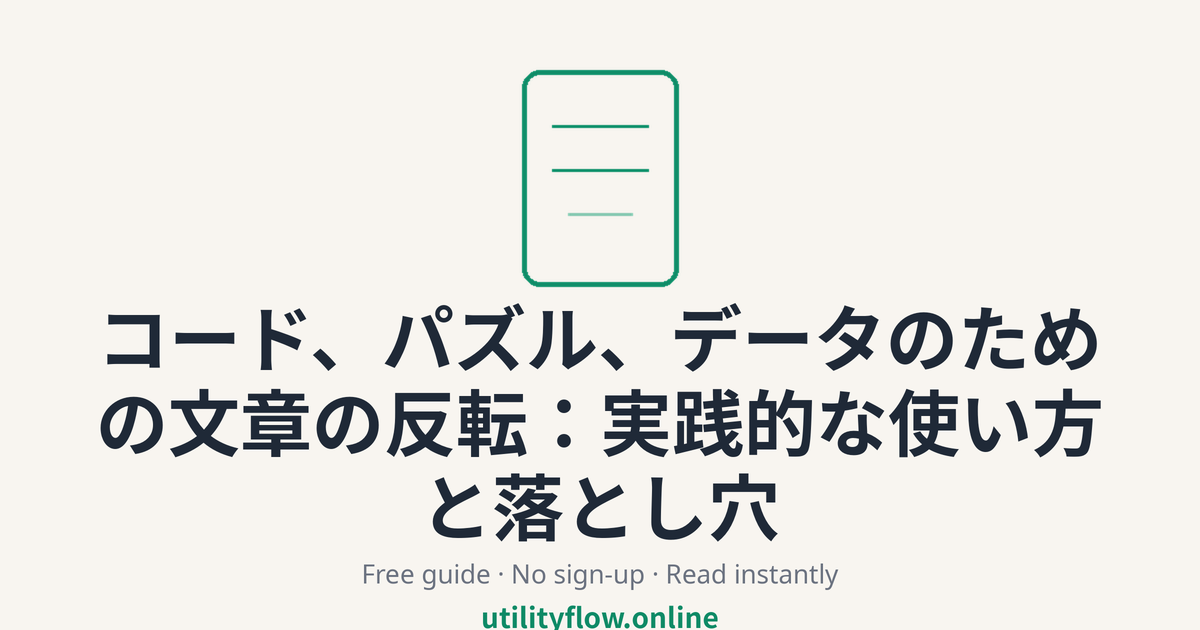 コード、パズル、データのため
の文章の反転：実践的な使い方
と落とし穴
Free guide · No sign-up · Read instantly
utilityflow.online